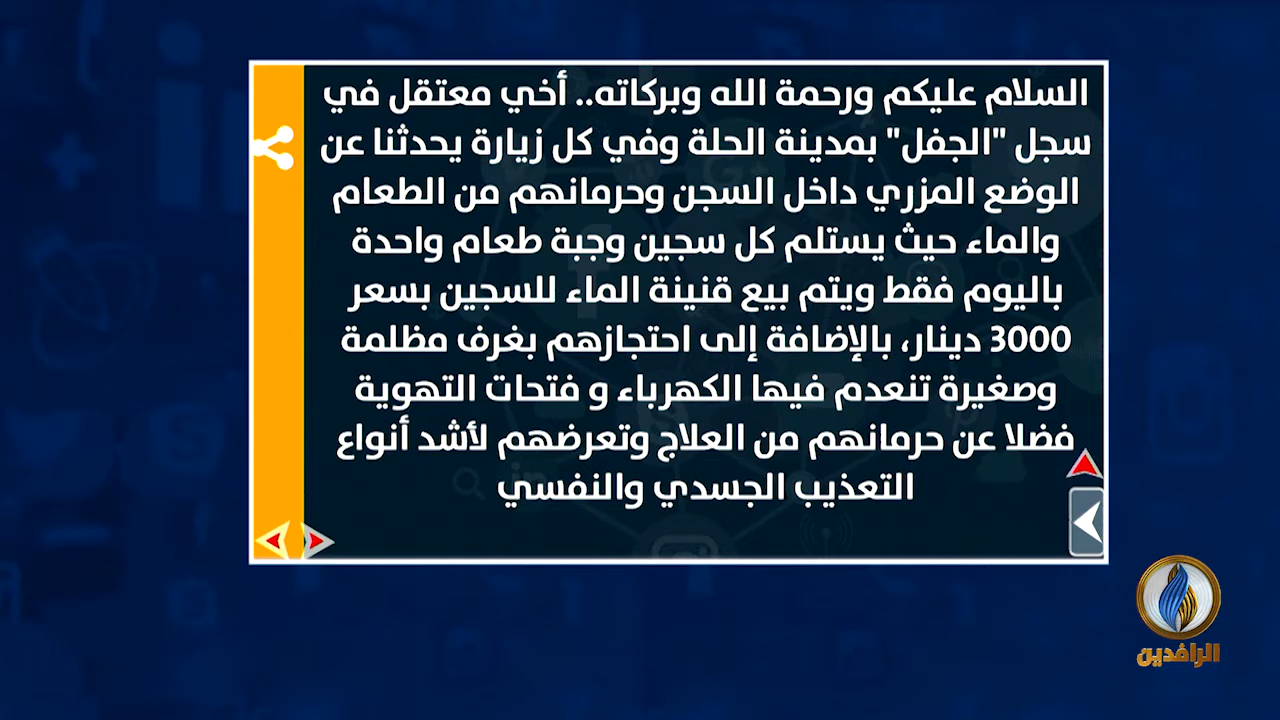 السلام عليكم ورحمة الله وبركاته.. أخي معتقل في
سجل "الجفل" بمدينة الحلة وفي كل زيارة يحدثنا عن
الوضع المزري داخل السجن وحرمانهم من الطعام
والماء حيث يستلم كل سجين وجبة طعام واحدة
باليوم فقط ويتم بيع قنينة الماء للسجين بسعر
3000 دينار، بالإضافة إلى احتجازهم بغرف مظلمة
وصغيرة تنعدم فيها الكهرباء و فتحات التهوية
فضلا عن حرمانهم من العلاج وتعرضهم لأشد أنواع
التعذيب الجسدي والنفسي
الرافدين